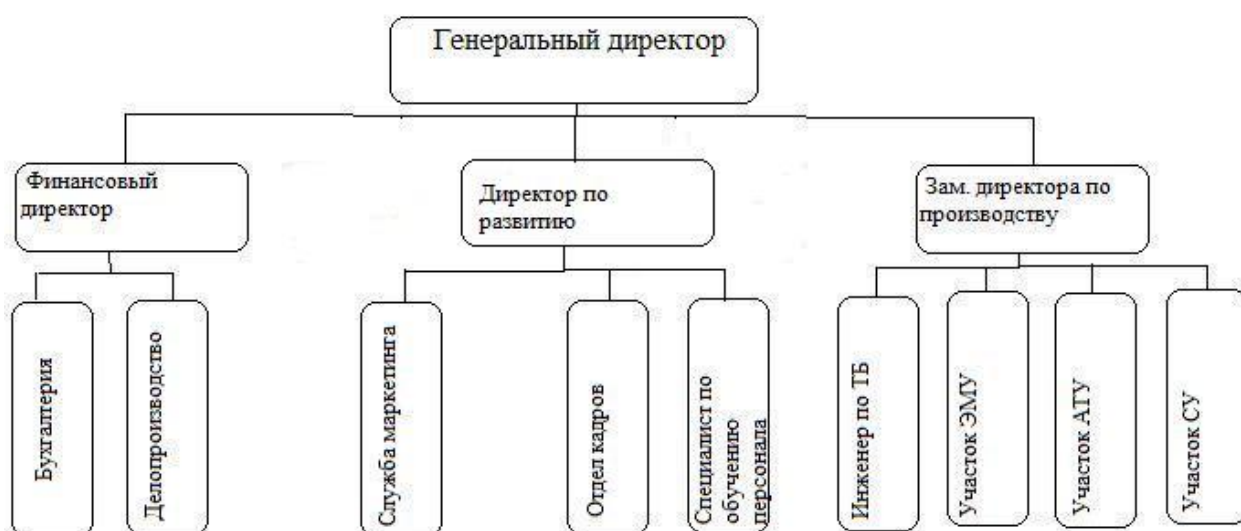 Генеральный директор
Финансовый
директор
Директор по
развитию
Зам. директора по
производству
Бухгалтерия
Делопроизводство
Служба маркетинга
Отдел кадров
Специалист по
обучению
персонала
Инженер по ТБ
Участок ЭМУ
Участок АТУ
Участок СУ